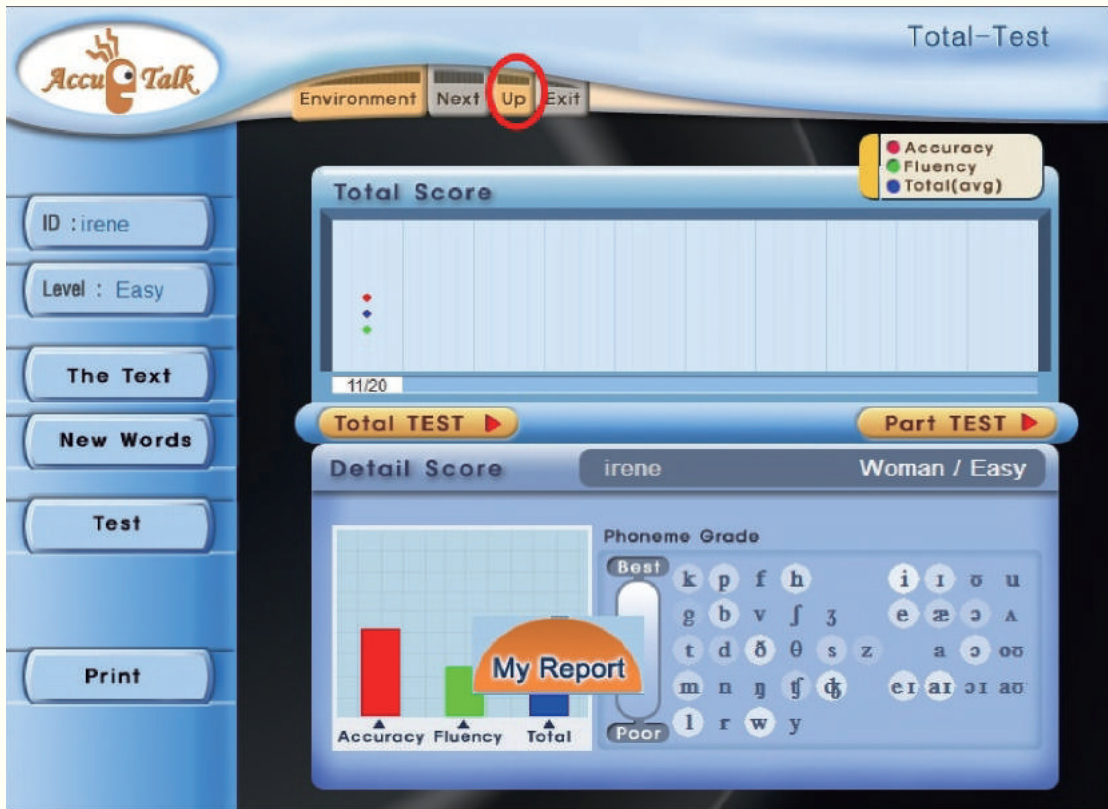 Accu Talk
Total-Test
Environment Next Up Exit
Accuracy
Fluency
Total(avg)
Total Score
ID : irene
Level : Easy
11/20
The Text
Total TEST
Part TEST
New Words
Detail Score irene Woman / Easy
Test
Phoneme Grade
Best
k p f h i ɪ ʊ u
g b v ʃ ʒ e æ ɔ ʌ
t d ð θ s z a ɔ oʊ
m n ŋ ʧ ʤ eɪ aɪ ɔɪ aʊ
l r w y
Poor
My Report
Accuracy Fluency Total
Print